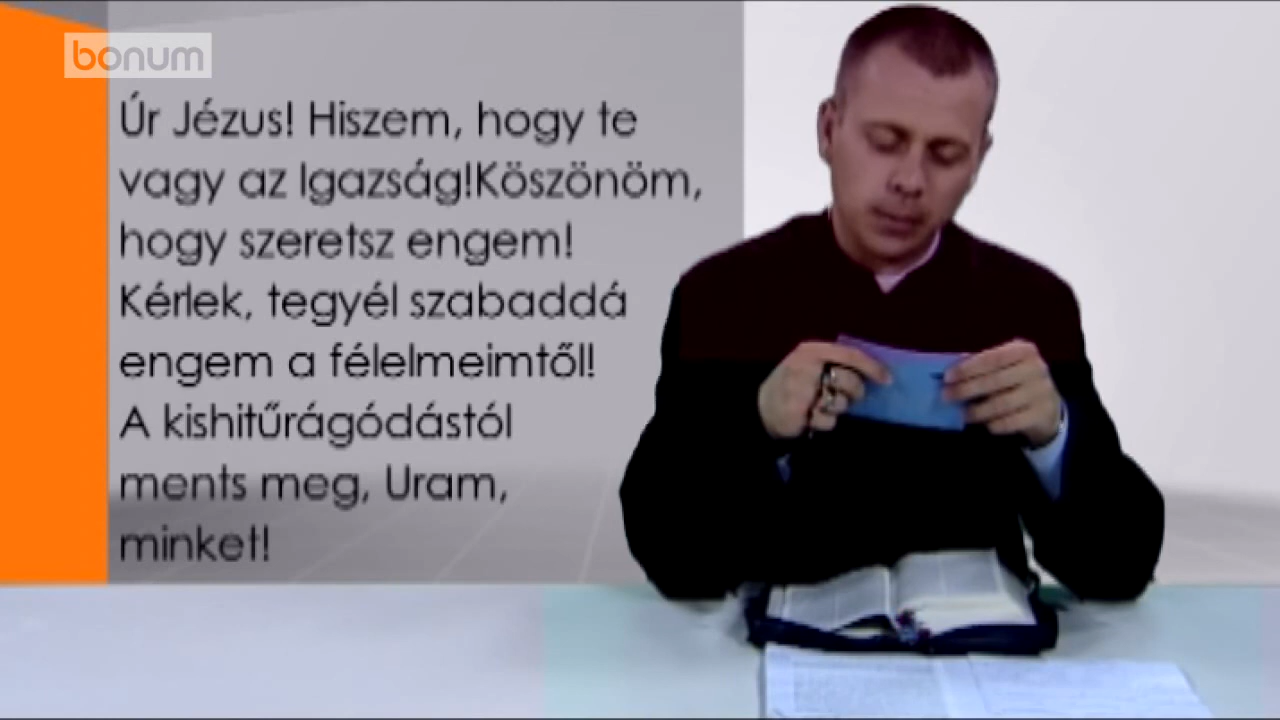 bonum
Úr Jézus! Hiszem, hogy te
vagy az Igazság!Köszönöm,
hogy szeretsz engem!
Kérlek, tegyél szabaddá
engem a félelmeimtől!
A kishitűrágódástól
ments meg, Uram,
minket!